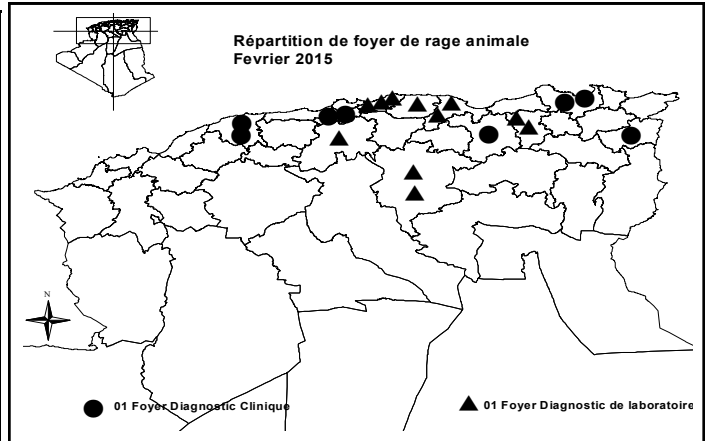 Répartition de foyer de rage animale
Fevrier 2015
N
01 Foyer Diagnostic Clinique
01 Foyer Diagnostic de laboratoire